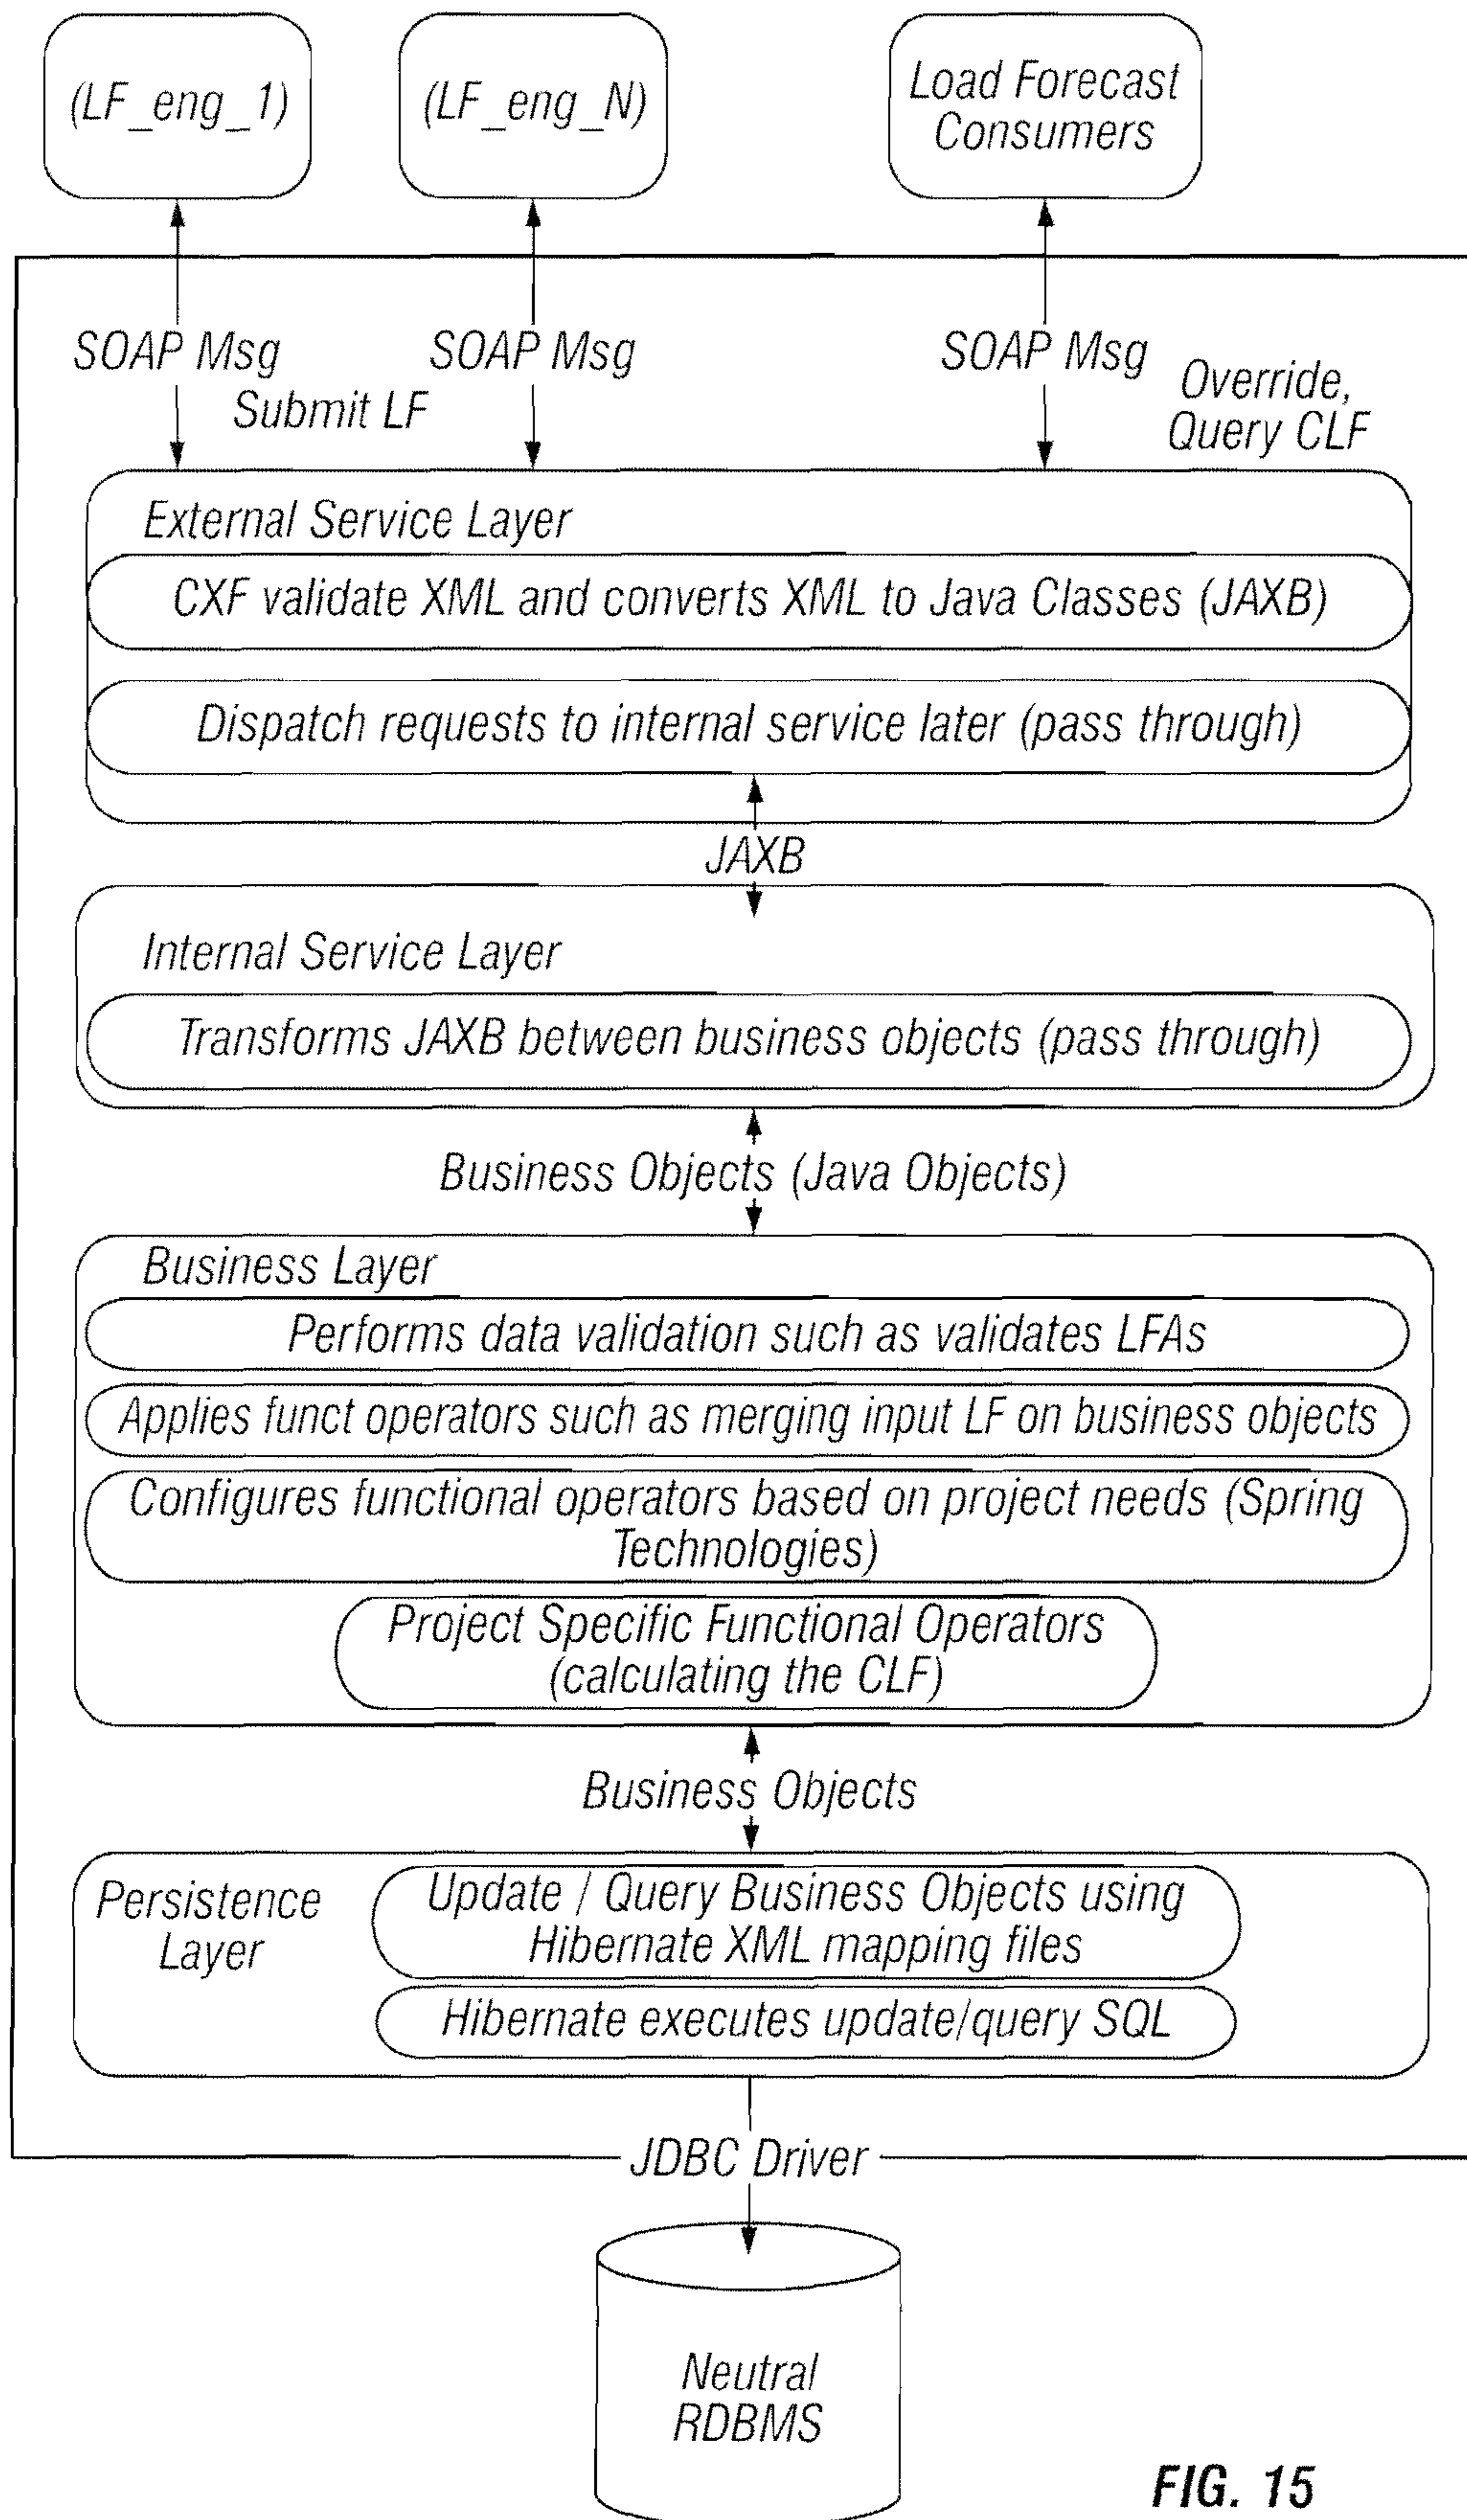 (LF_eng_1)
(LF_eng_N)
Load Forecast
Consumers
SOAP Msg
SOAP Msg
SOAP Msg
Submit LF
Override,
Query CLF
External Service Layer
CXF validate XML and converts XML to Java Classes (JAXB)
Dispatch requests to internal service later (pass through)
JAXB
Internal Service Layer
Transforms JAXB between business objects (pass through)
Business Objects (Java Objects)
Business Layer
Performs data validation such as validates LFAs
Applies funct operators such as merging input LF on business objects
Configures functional operators based on project needs (Spring
Technologies)
Project Specific Functional Operators
(calculating the CLF)
Business Objects
Persistence
Layer
Update / Query Business Objects using
Hibernate XML mapping files
Hibernate executes update/query SQL
JDBC Driver
Neutral
RDBMS
FIG. 15